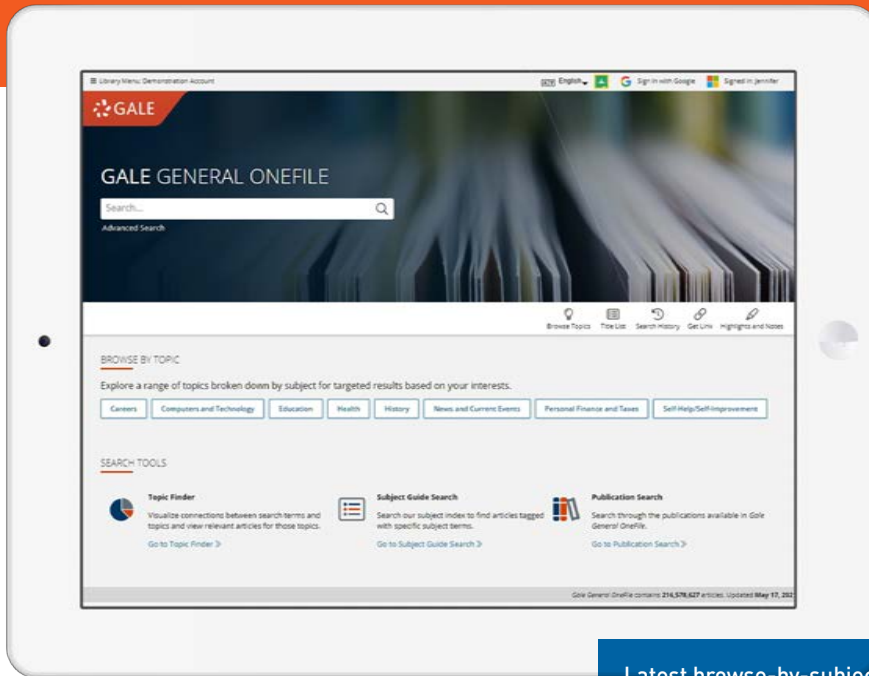 Library Menu: Demonstration Account
English
Sign in with Google
Signed in Jennifer
GALE
GALE GENERAL ONEFILE
Search...
Advanced Search
Browse Topics
Title List
Search History
Get Link
Highlights and Notes
BROWSE BY TOPIC
Explore a range of topics broken down by subject for targeted results based on your interests.
Careers
Computers and Technology
Education
Health
History
News and Current Events
Personal Finance and Taxes
Self-Help/Self-Improvement
SEARCH TOOLS
Topic Finder
Visualize connections between search terms and
topics and view relevant articles for those topics.
Go to Topic Finder »
Subject Guide Search
Search our subject index to find articles tagged
with specific subject terms.
Go to Subject Guide Search »
Publication Search
Search through the publications available in Gale
General OneFile.
Go to Publication Search »
Gale General OneFile contains 216,578,627 articles. Updated May 17, 202
Latest browse-by-subje